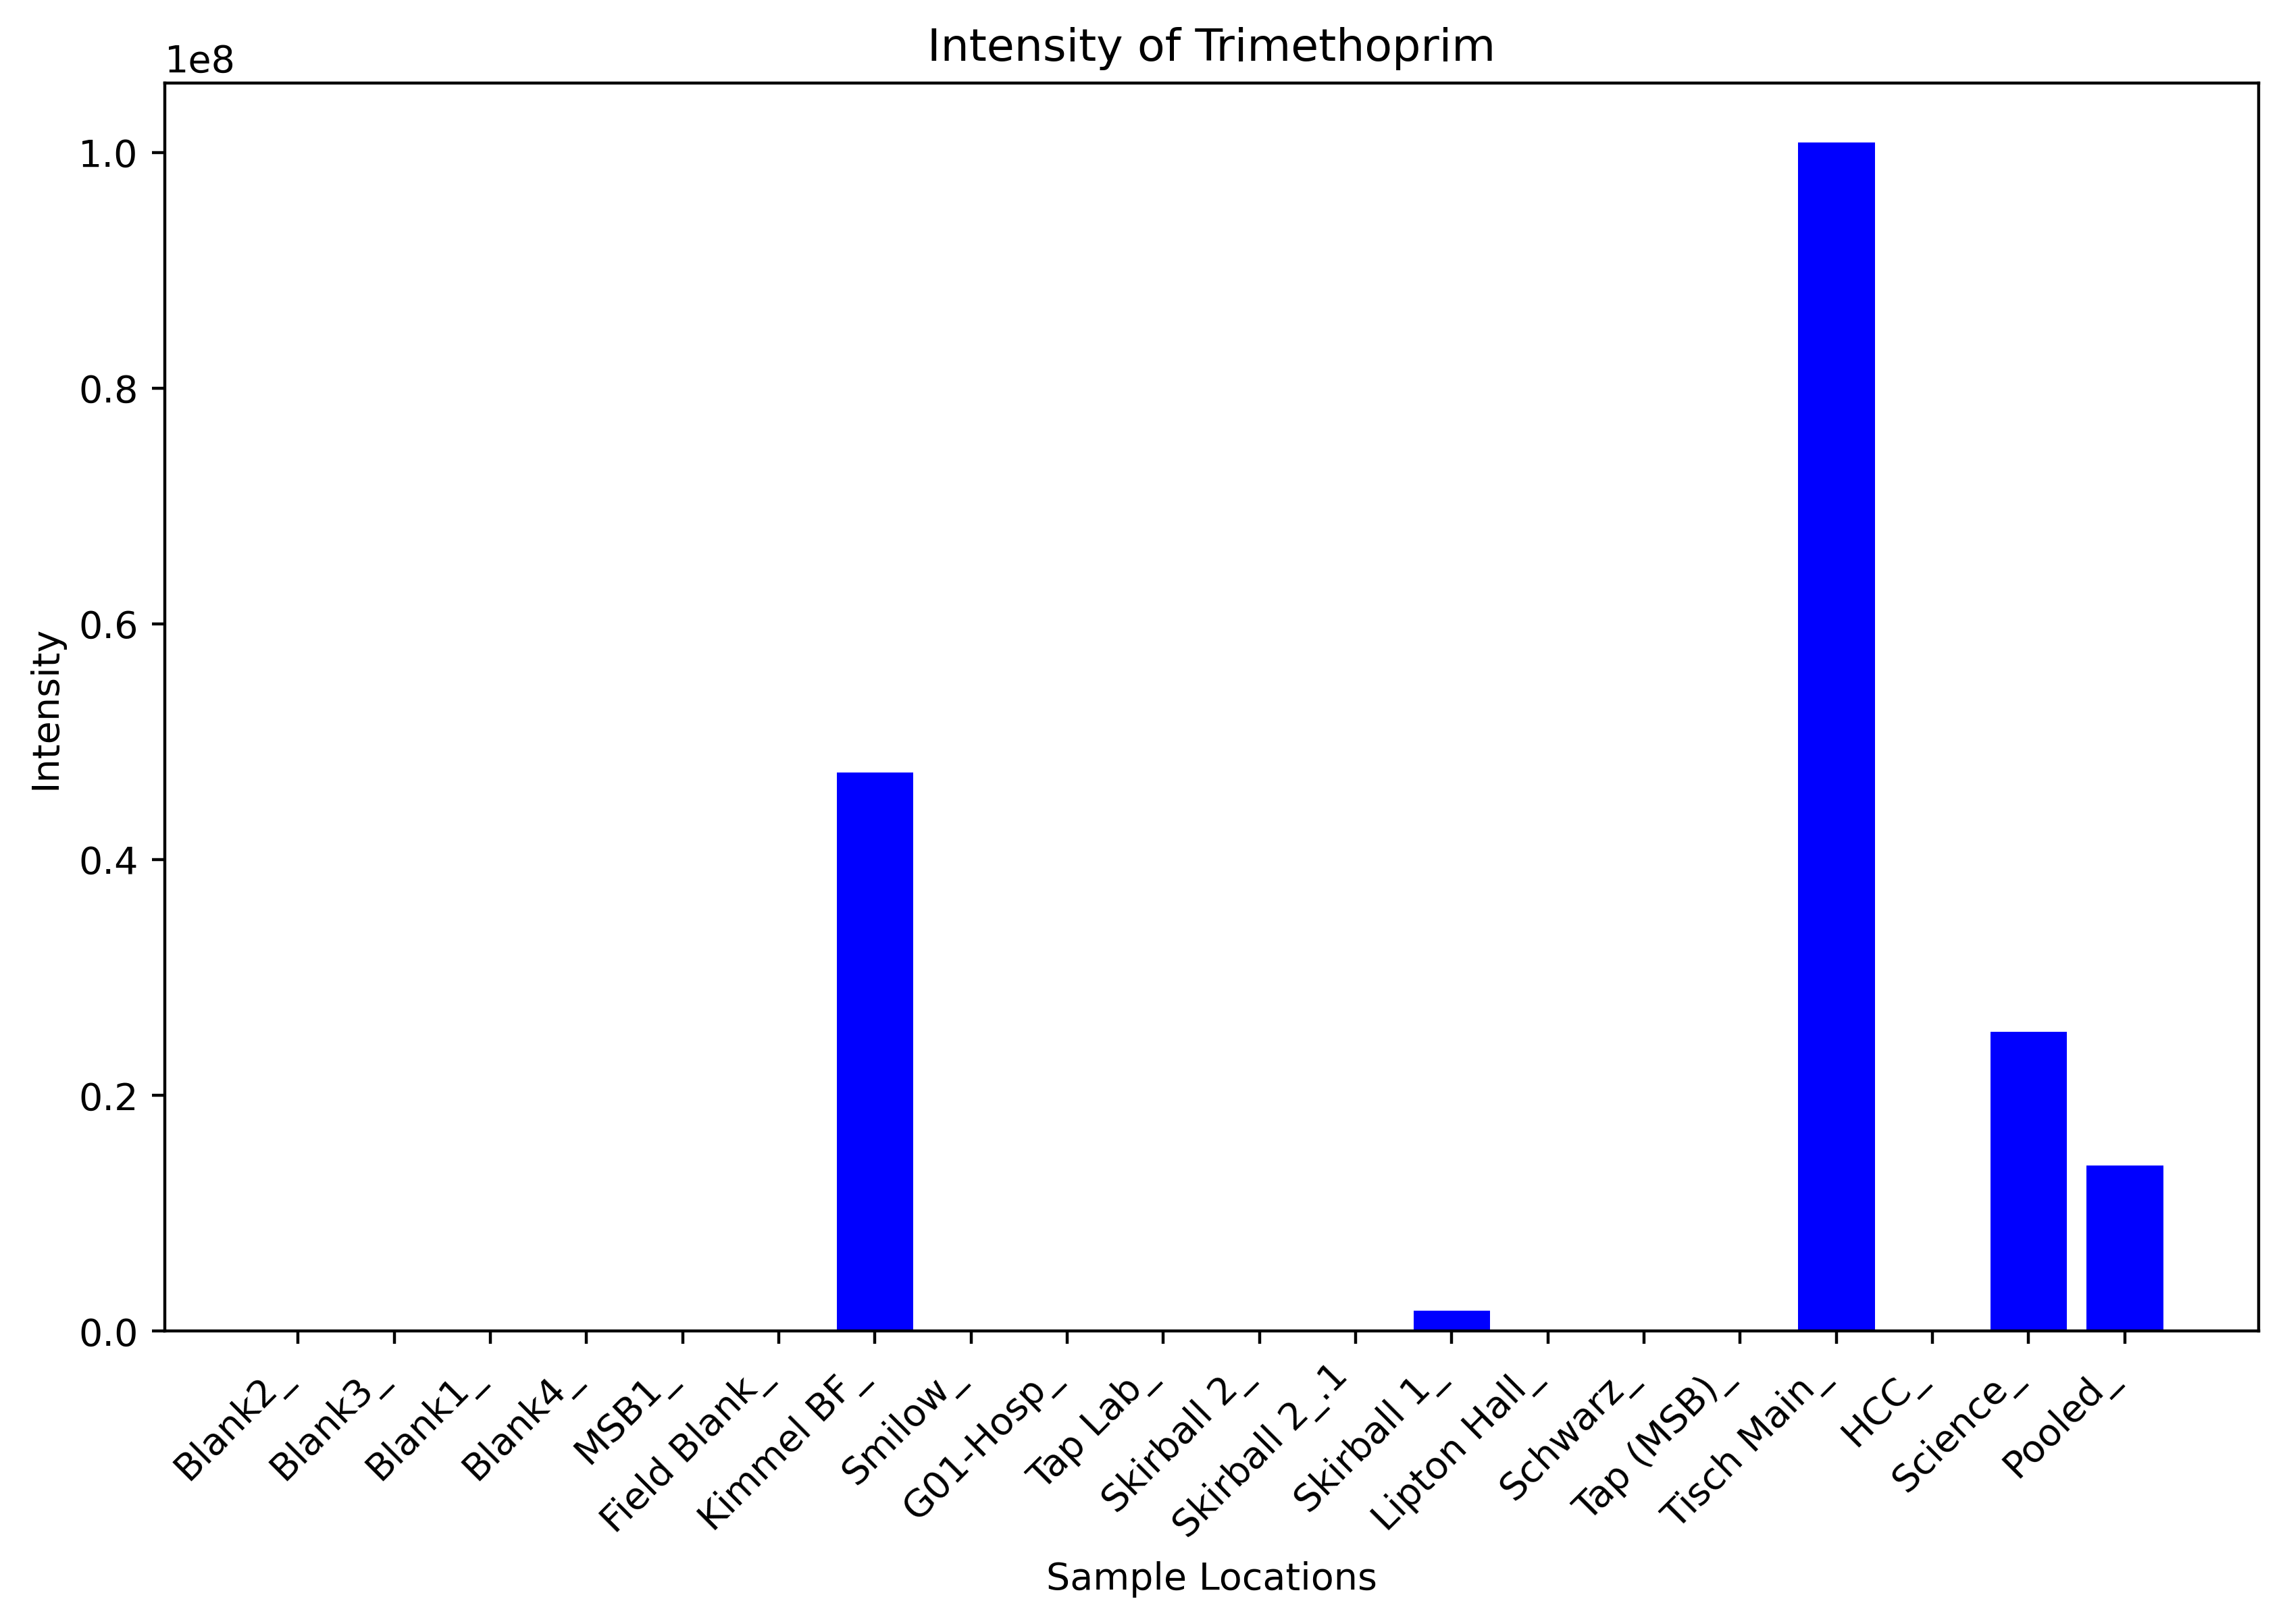 Intensity of Trimethoprim
1e8
1.0
0.8
0.6
0.4
0.2
0.0
Intensity
Blank2_
Blank3_
Blank1_
Blank4_
MSB1_
Field Blank_
Kimmel BF_
Smilow_
G01-Hosp_
Tap Lab_
Skirball 2_
Skirball 2_.1
Skirball 1_
Lipton Hall_
Schwarz_
Tap (MSB)_
Tisch Main_
HCC_
Science_
Pooled_
Sample Locations